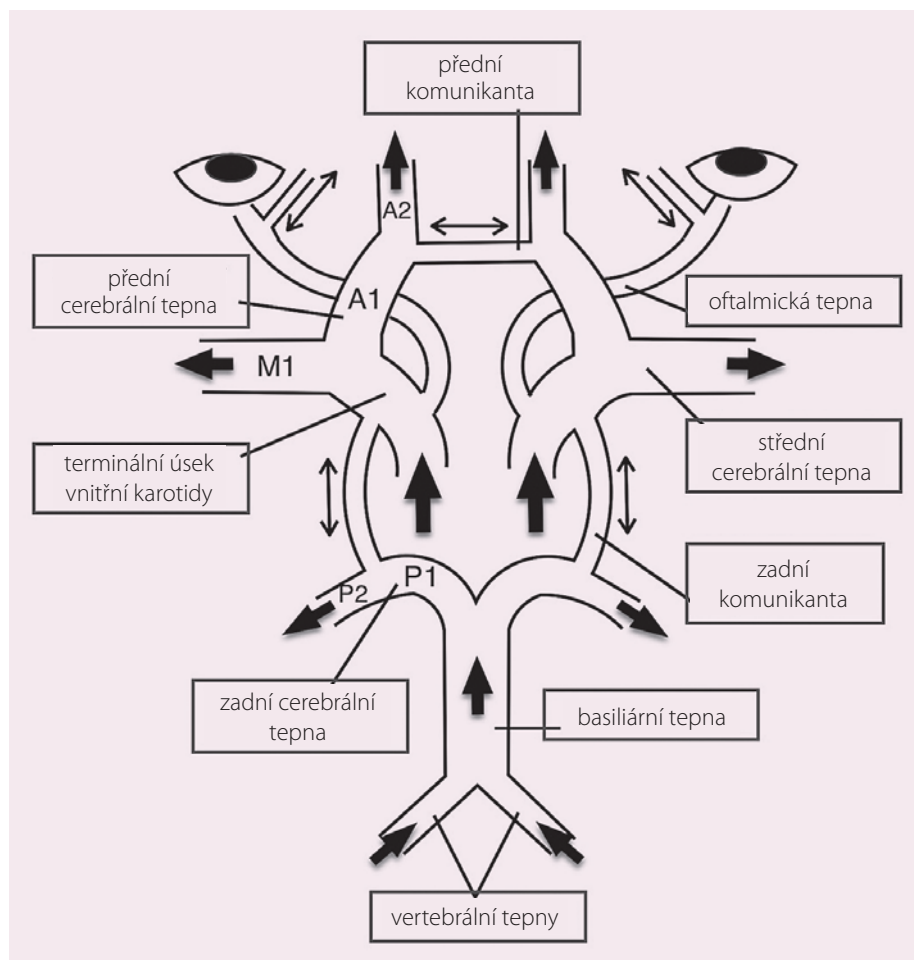 přední
komunikanta
A2
přední
cerebrální tepna
A1
oftalmická tepna
M1
terminální úsek
vnitřní karotidy
střední
cerebrální tepna
P1
P2
zadní
komunikanta
zadní cerebrální
tepna
basiliární tepna
vertebrální tepny